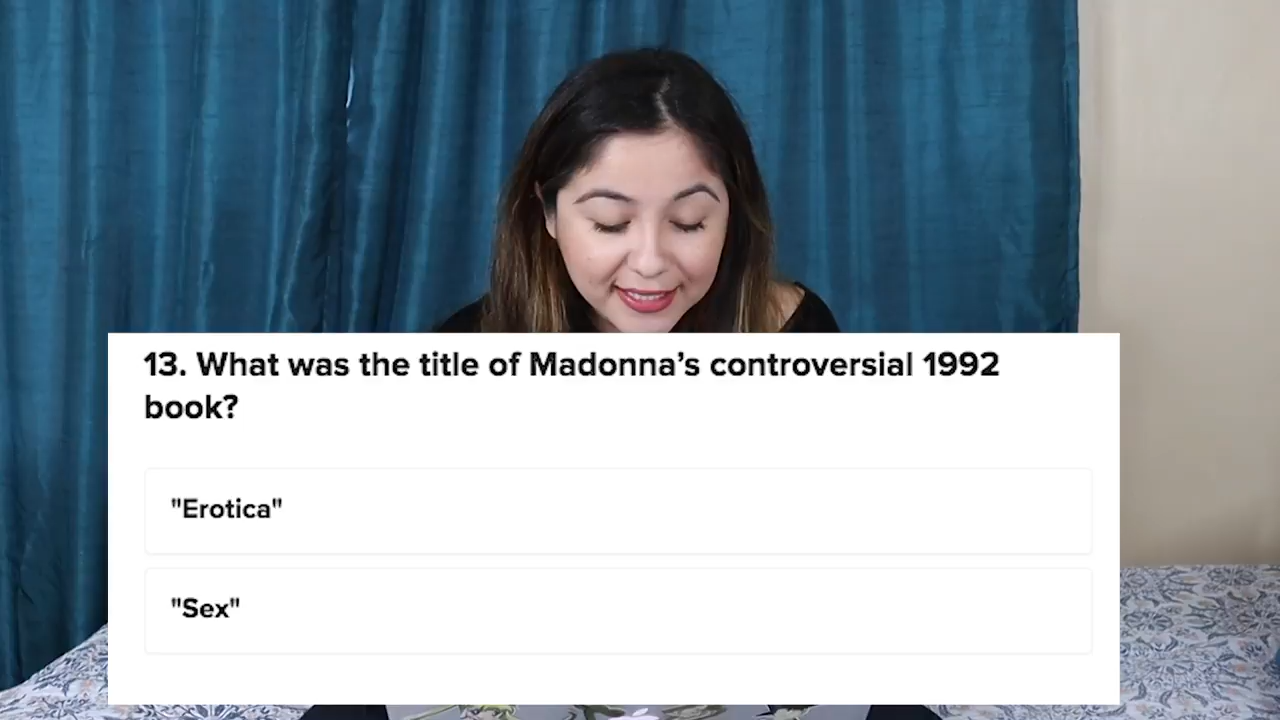 13. What was the title of Madonna’s controversial 1992
book?
"Erotica"
"Sex"